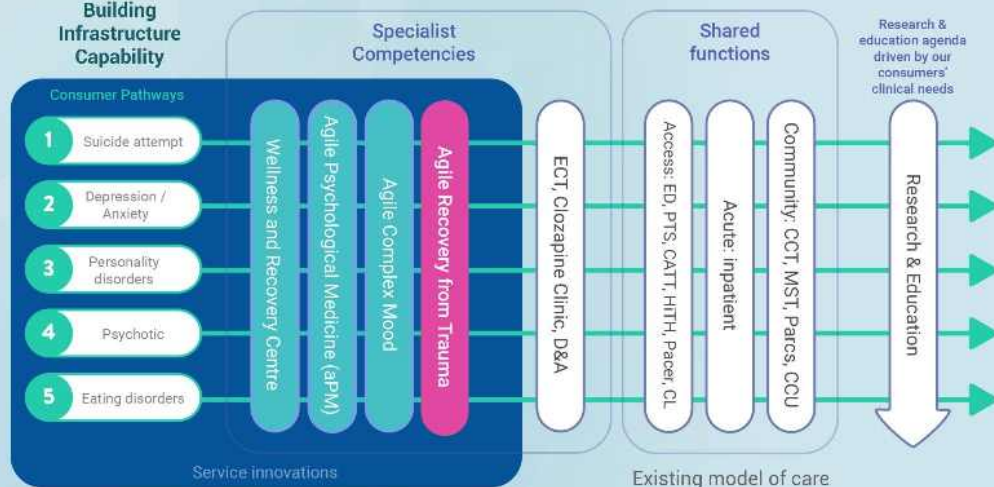 Building
Infrastructure
Capability
Specialist
Competencies
Shared
functions
Research &
education agenda
driven by our
consumers'
clinical needs
Consumer Pathways
1 Suicide attempt
2 Depression /
Anxiety
3 Personality
disorders
4 Psychotic
5 Eating disorders
Wellness and Recovery Centre
Agile Psychological Medicine (aPM)
Agile Complex Mood
Agile Recovery from Trauma
ECT, Clozapine Clinic, D&A
Access: ED, PTS, CATT, HiTH, Pacer, CL
Acute: inpatient
Community: CCT, MST, Parcs, CCU
Research & Education
Service innovations
Existing model of care